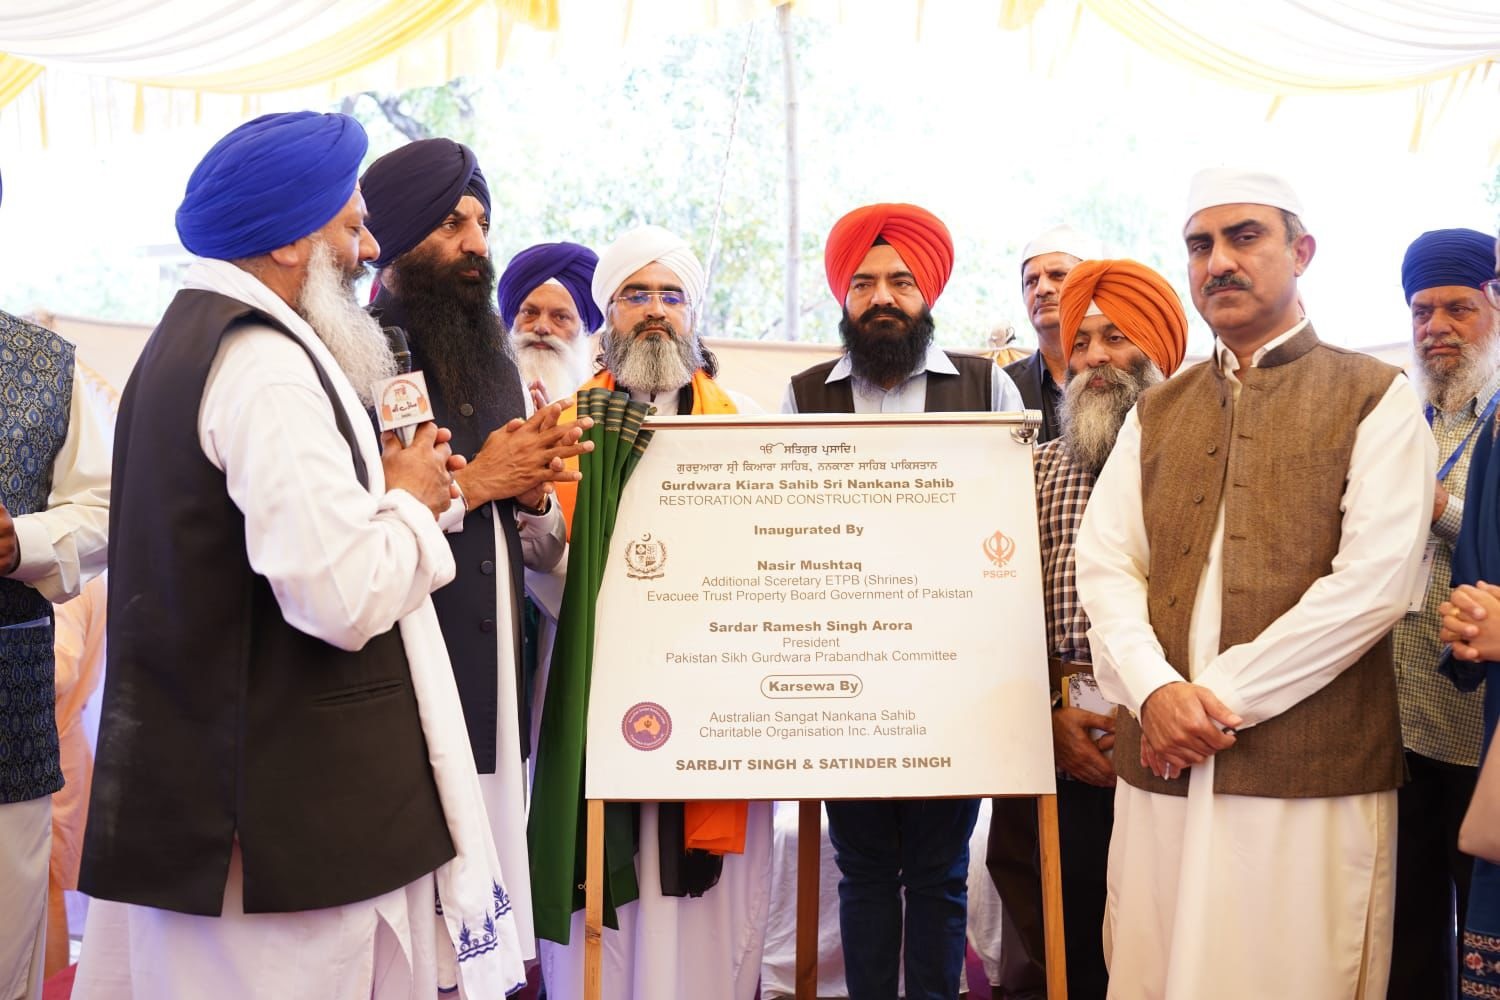 ੴ ਸਤਿਗੁਰ ਪ੍ਰਸਾਦਿ।
ਗੁਰਦੁਆਰਾ ਸ੍ਰੀ ਕਿਆਰਾ ਸਾਹਿਬ, ਨਨਕਾਣਾ ਸਾਹਿਬ ਪਾਕਿਸਤਾਨ
Gurdwara Kiara Sahib Sri Nankana Sahib
RESTORATION AND CONSTRUCTION PROJECT
Inaugurated By
Nasir Mushtaq
Additional Sceretary ETPB (Shrines)
Evacuee Trust Property Board Government of Pakistan
PSGPC
Sardar Ramesh Singh Arora
President
Pakistan Sikh Gurdwara Prabandhak Committee
Karsewa By
Australian Sangat Nankana Sahib
Charitable Organisation Inc. Australia
SARBJIT SINGH & SATINDER SINGH